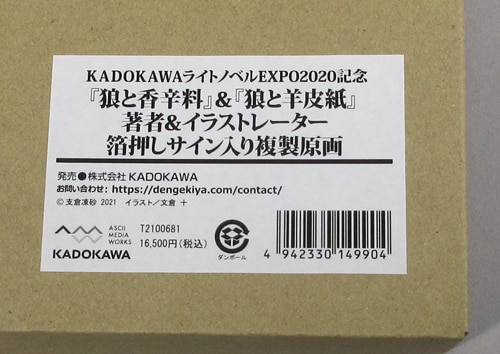 KADOKAWAライトノベルEXPO2020記念
『狼と香辛料』&『狼と羊皮紙』
著者&イラストレーター
箔押しサイン入り複製原画
発売●株式会社 KADOKAWA
お問い合わせ: https://dengekiya.com/contact/
© 支倉凍砂 2021 イラスト/文倉 十
ASCII
MEDIA
WORKS
KADOKAWA
T2100681
16,500円(税込)
ダンボール
4 942330 149904